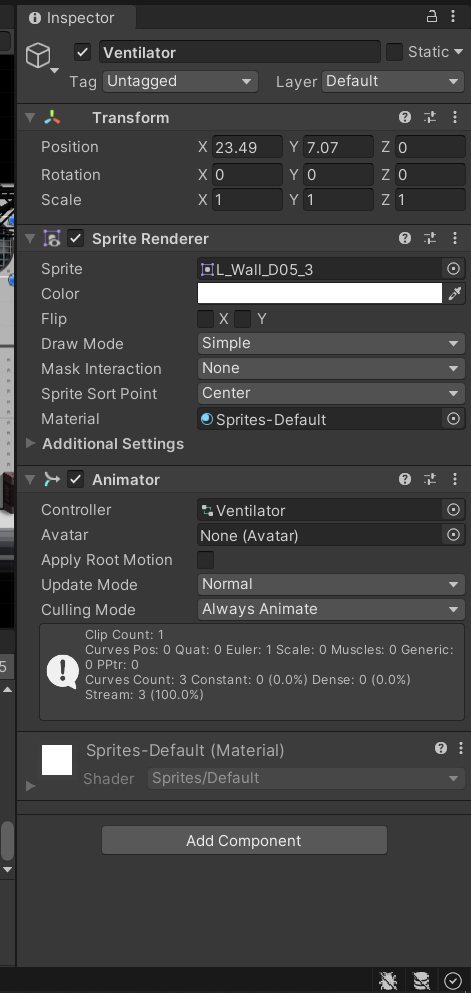 Inspector
Ventilator
Static
Tag Untagged Layer Default
Transform
Position X 23.49 Y 7.07 Z 0
Rotation X 0 Y 0 Z 0
Scale X 1 Y 1 Z 1
Sprite Renderer
Sprite L_Wall_D05_3
Color
Flip X Y
Draw Mode Simple
Mask Interaction None
Sprite Sort Point Center
Material Sprites-Default
Additional Settings
Animator
Controller Ventilator
Avatar None (Avatar)
Apply Root Motion
Update Mode Normal
Culling Mode Always Animate
Clip Count: 1
Curves Pos: 0 Quat: 0 Euler: 1 Scale: 0 Muscles: 0 Generic:
0 PPtr: 0
Curves Count: 3 Constant: 0 (0.0%) Dense: 0 (0.0%)
Stream: 3 (100.0%)
5
Sprites-Default (Material)
Shader Sprites/Default
Add Component